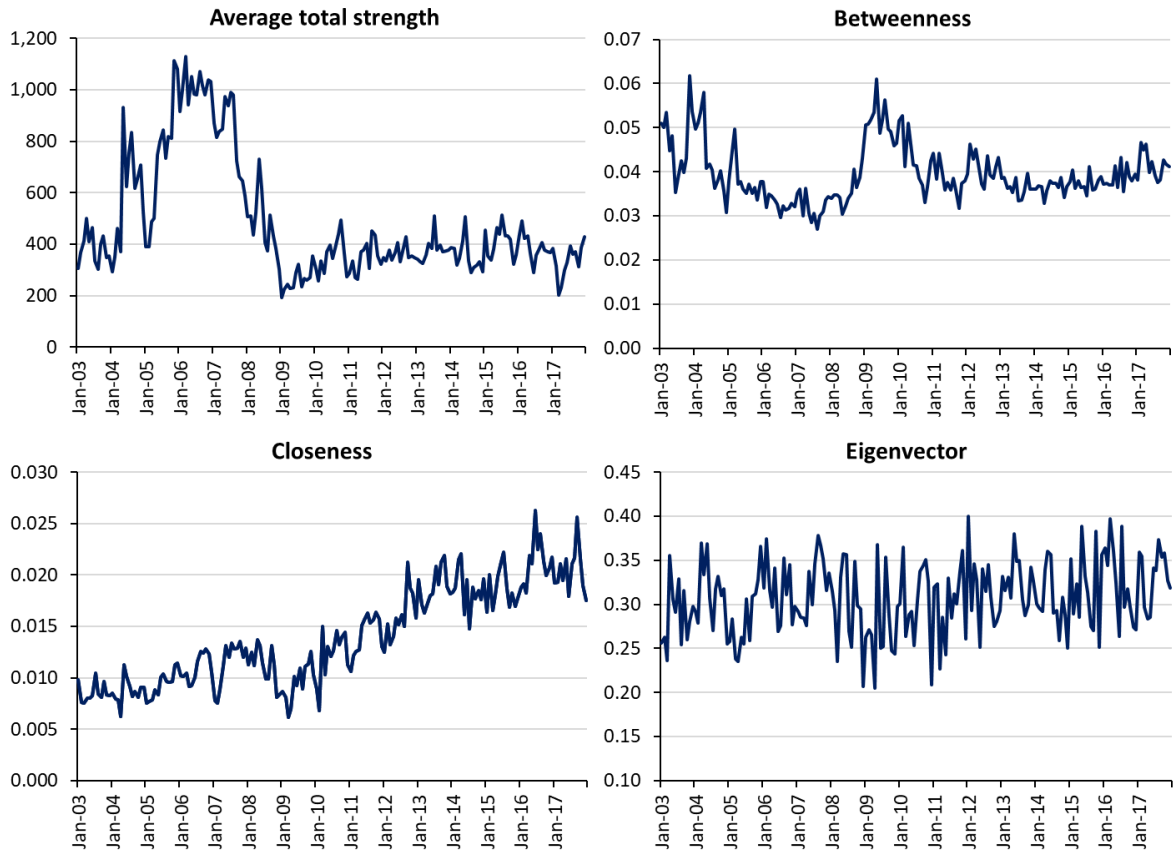 Average total strength
1,200
1,000
800
600
400
200
0
Jan-03
Jan-04
Jan-05
Jan-06
Jan-07
Jan-08
Jan-09
Jan-10
Jan-11
Jan-12
Jan-13
Jan-14
Jan-15
Jan-16
Jan-17
Betweenness
0.07
0.06
0.05
0.04
0.03
0.02
0.01
0.00
Jan-03
Jan-04
Jan-05
Jan-06
Jan-07
Jan-08
Jan-09
Jan-10
Jan-11
Jan-12
Jan-13
Jan-14
Jan-15
Jan-16
Jan-17
Closeness
0.030
0.025
0.020
0.015
0.010
0.005
0.000
Jan-03
Jan-04
Jan-05
Jan-06
Jan-07
Jan-08
Jan-09
Jan-10
Jan-11
Jan-12
Jan-13
Jan-14
Jan-15
Jan-16
Jan-17
Eigenvector
0.45
0.40
0.35
0.30
0.25
0.20
0.15
0.10
Jan-03
Jan-04
Jan-05
Jan-06
Jan-07
Jan-08
Jan-09
Jan-10
Jan-11
Jan-12
Jan-13
Jan-14
Jan-15
Jan-16
Jan-17